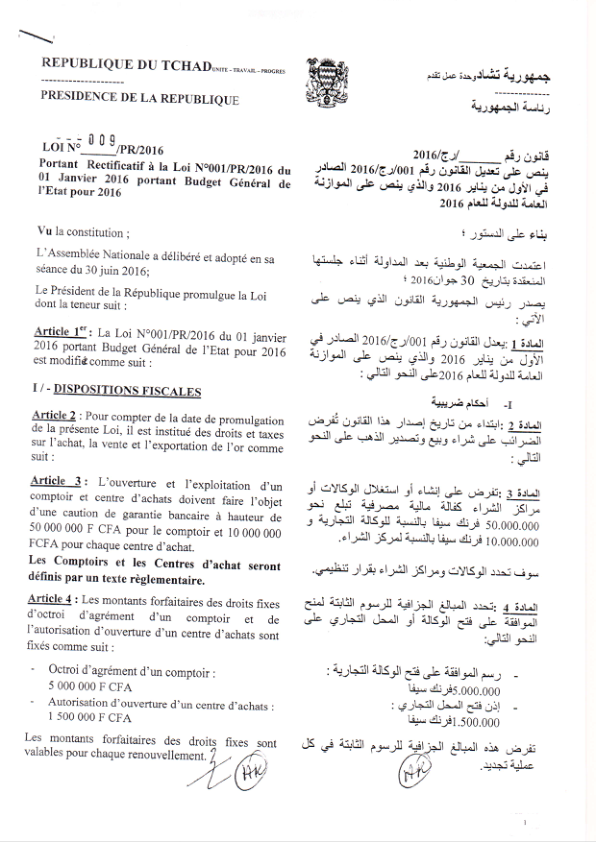 REPUBLIQUE DU TCHAD UNITE – TRAVAIL – PROGRES
---------------------
PRESIDENCE DE LA REPUBLIQUE
LOI N° 009 /PR/2016
Portant Rectificatif à la Loi N°001/PR/2016 du
01 Janvier 2016 portant Budget Général de
l’Etat pour 2016
Vu la constitution ;
L’Assemblée Nationale a délibéré et adopté en sa
séance du 30 juin 2016;
Le Président de la République promulgue la Loi
dont la teneur suit :
Article 1er : La Loi N°001/PR/2016 du 01 janvier
2016 portant Budget Général de l’Etat pour 2016
est modifié comme suit :
I / - DISPOSITIONS FISCALES
Article 2 : Pour compter de la date de promulgation
de la présente Loi, il est institué des droits et taxes
sur l’achat, la vente et l’exportation de l’or comme
suit :
Article 3 : L’ouverture et l’exploitation d’un
comptoir et centre d’achats doivent faire l’objet
d’une caution de garantie bancaire à hauteur de
50 000 000 F CFA pour le comptoir et 10 000 000
FCFA pour chaque centre d’achat.
Les Comptoirs et les Centres d’achat seront
définis par un texte règlementaire.
Article 4 : Les montants forfaitaires des droits fixes
d’octroi d’agrément d’un comptoir et de
l’autorisation d’ouverture d’un centre d’achats sont
fixés comme suit :
- Octroi d’agrément d’un comptoir :
5 000 000 F CFA
- Autorisation d’ouverture d’un centre d’achats :
1 500 000 F CFA
Les montants forfaitaires des droits fixes sont
valables pour chaque renouvellement.
جمهورية تشاد وحدة عمل تقدم
--------------
رئاسة الجمهورية
قانون رقم ______/رج/2016
ينص على تعديل القانون رقم 001/رج/2016 الصادر
في الأول من يناير 2016 والذي ينص على الموازنة
العامة للدولة للعام 2016
بناء على الدستور ؛
اعتمدت الجمعية الوطنية بعد المداولة أثناء جلستها
المنعقدة بتاريخ 30 جوان2016 ؛
يصدر رئيس الجمهورية القانون الذي ينص على
الآتي :
المادة 1 :يعدل القانون رقم 001/رج/2016 الصادر في
الأول من يناير 2016 والذي ينص على الموازنة
العامة للدولة للعام 2016على النحو التالي :
I- أحكام ضريبية
المادة 2 :ابتداء من تاريخ إصدار هذا القانون تُفرض
الضرائب على شراء وبيع وتصدير الذهب على النحو
التالي :
المادة 3 :تفرض على إنشاء أو استغلال الوكالات أو
مراكز الشراء كفالة مالية مصرفية تبلغ نحو
50.000.000 فرنك سيفا بالنسبة للوكالة التجارية و
10.000.000 فرنك سيفا بالنسبة لمركز الشراء.
سوف تحدد الوكالات ومراكز الشراء بقرار تنظيمي.
المادة 4 :تحدد المبالغ الجزافية للرسوم الثابتة لمنح
الموافقة على فتح الوكالة أو المحل التجاري على
النحو التالي:
- رسم الموافقة على فتح الوكالة التجارية :
5.000.000فرنك سيفا
- إذن فتح المحل التجاري :
1.500.000فرنك سيفا
تفرض هذه المبالغ الجزافية للرسوم الثابتة في كل
عملية تجديد.
1